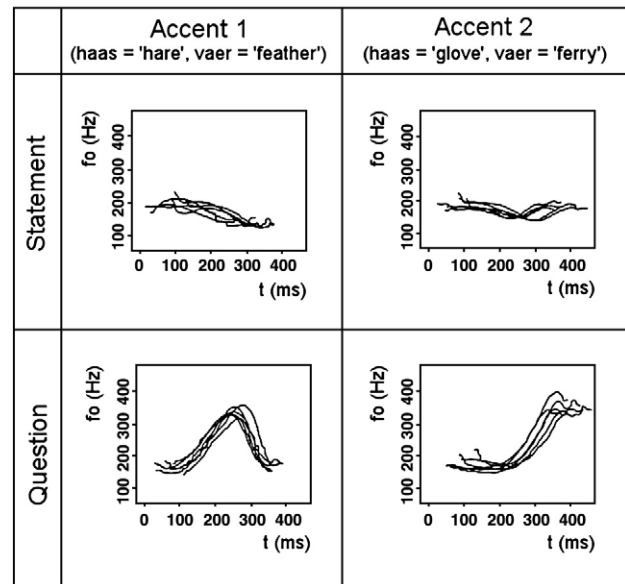 Accent 1
(haas = 'hare', vaer = 'feather')
Accent 2
(haas = 'glove', vaer = 'ferry')
Statement
fo (Hz)
400
300
200
100
0 100 200 300 400
t (ms)
fo (Hz)
400
300
200
100
0 100 200 300 400
t (ms)
Question
fo (Hz)
400
300
200
100
0 100 200 300 400
t (ms)
fo (Hz)
400
300
200
100
0 100 200 300 400
t (ms)